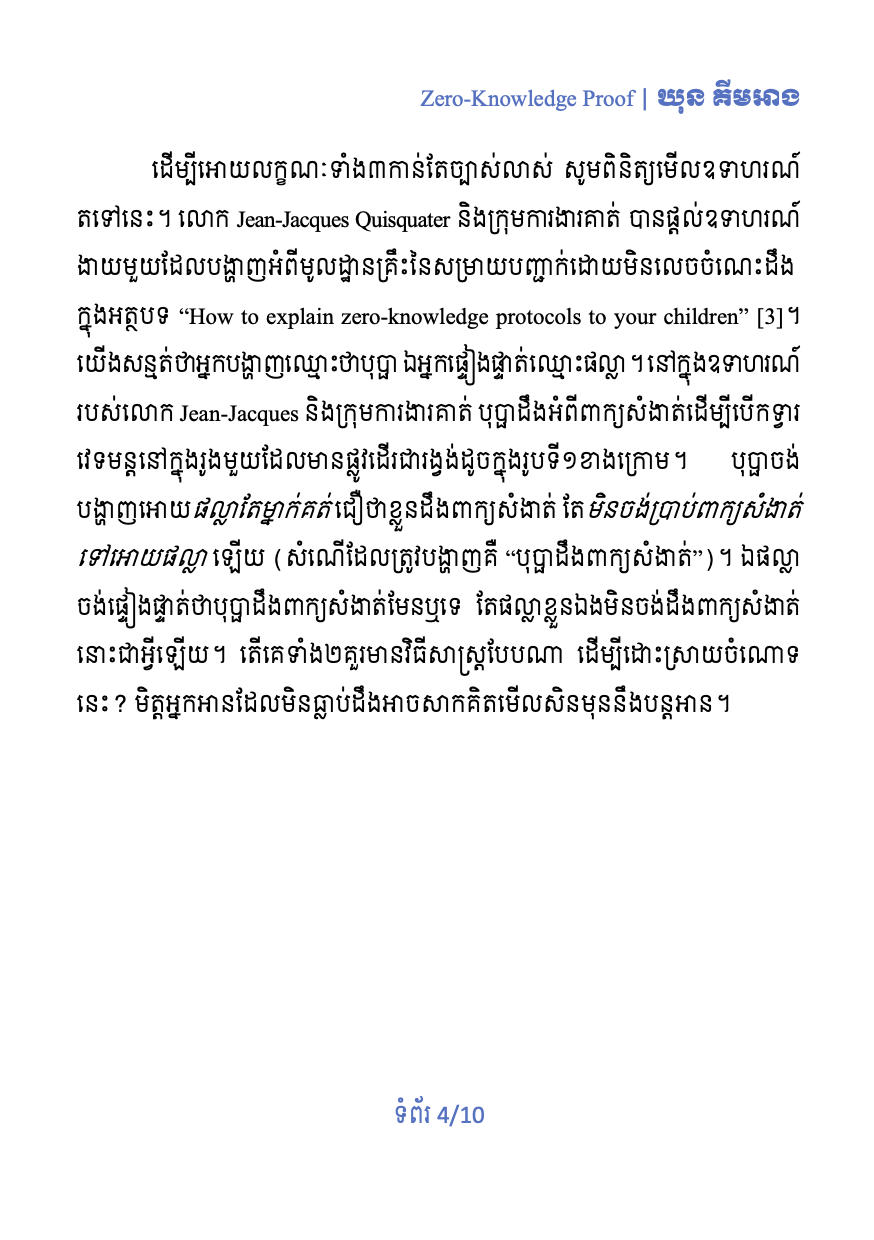 Zero-Knowledge Proof | ឃុន គីមអាង
ដើម្បីអោយលក្ខណៈទាំង៣កាន់តែច្បាស់លាស់ សូមពិនិត្យមើលឧទាហរណ៍
តទៅនេះ។ លោក Jean-Jacques Quisquater និងក្រុមការងារគាត់ បានផ្តល់ឧទាហរណ៍
ងាយមួយដែលបង្ហាញអំពីមូលដ្ឋានគ្រឹះនៃសម្រាយបញ្ជាក់ដោយមិនលេចចំណេះដឹង
ក្នុងអត្ថបទ “How to explain zero-knowledge protocols to your children” [3]។
យើងសន្មត់ថាអ្នកបង្ហាញឈ្មោះថាបុប្ផា ឯអ្នកផ្ទៀងផ្ទាត់ឈ្មោះផល្លា។ នៅក្នុងឧទាហរណ៍
របស់លោក Jean-Jacques និងក្រុមការងារគាត់ បុប្ផាដឹងអំពីពាក្យសំងាត់ដើម្បីបើកទ្វារ
វេទមន្តនៅក្នុងរូងមួយដែលមានផ្លូវដើរជារង្វង់ដូចក្នុងរូបទី១ខាងក្រោម។ បុប្ផាចង់
បង្ហាញអោយផល្លាតែម្នាក់គត់ ជឿថាខ្លួនដឹងពាក្យសំងាត់ តែមិនចង់ប្រាប់ពាក្យសំងាត់
ទៅអោយផល្លា ឡើយ (សំណើដែលត្រូវបង្ហាញគឺ “បុប្ផាដឹងពាក្យសំងាត់”)។ ឯផល្លា
ចង់ផ្ទៀងផ្ទាត់ថាបុប្ផាដឹងពាក្យសំងាត់មែនឬទេ តែផល្លាខ្លួនឯងមិនចង់ដឹងពាក្យសំងាត់
នោះជាអ្វីឡើយ។ តើគេទាំង២គួរមានវិធីសាស្ត្របែបណា ដើម្បីដោះស្រាយចំណោទ
នេះ? មិត្តអ្នកអានដែលមិនធ្លាប់ដឹងអាចសាកគិតមើលសិនមុននឹងបន្តអាន។
ទំព័រ 4/10